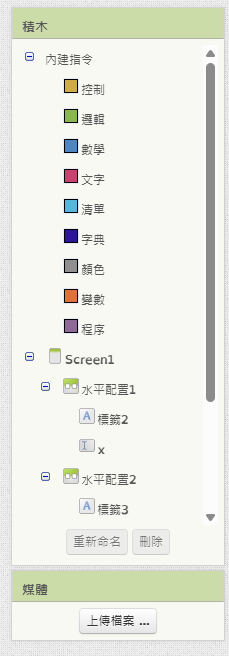 積木
內建指令
控制
邏輯
數學
文字
清單
字典
顏色
變數
程序
Screen1
水平配置1
標籤2
x
水平配置2
標籤3
重新命名 刪除
媒體
上傳檔案 ...